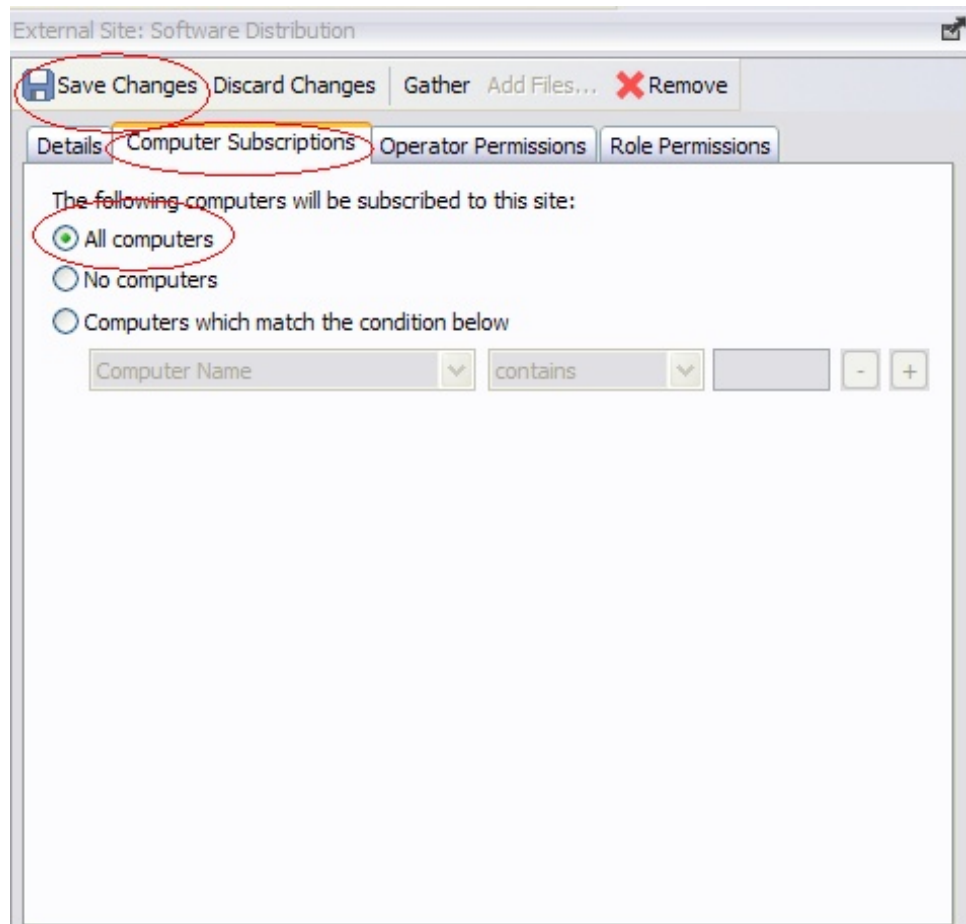 External Site: Software Distribution
Save Changes Discard Changes Gather Add Files... Remove
Details Computer Subscriptions Operator Permissions Role Permissions
The following computers will be subscribed to this site:
All computers
No computers
Computers which match the condition below
Computer Name contains - +